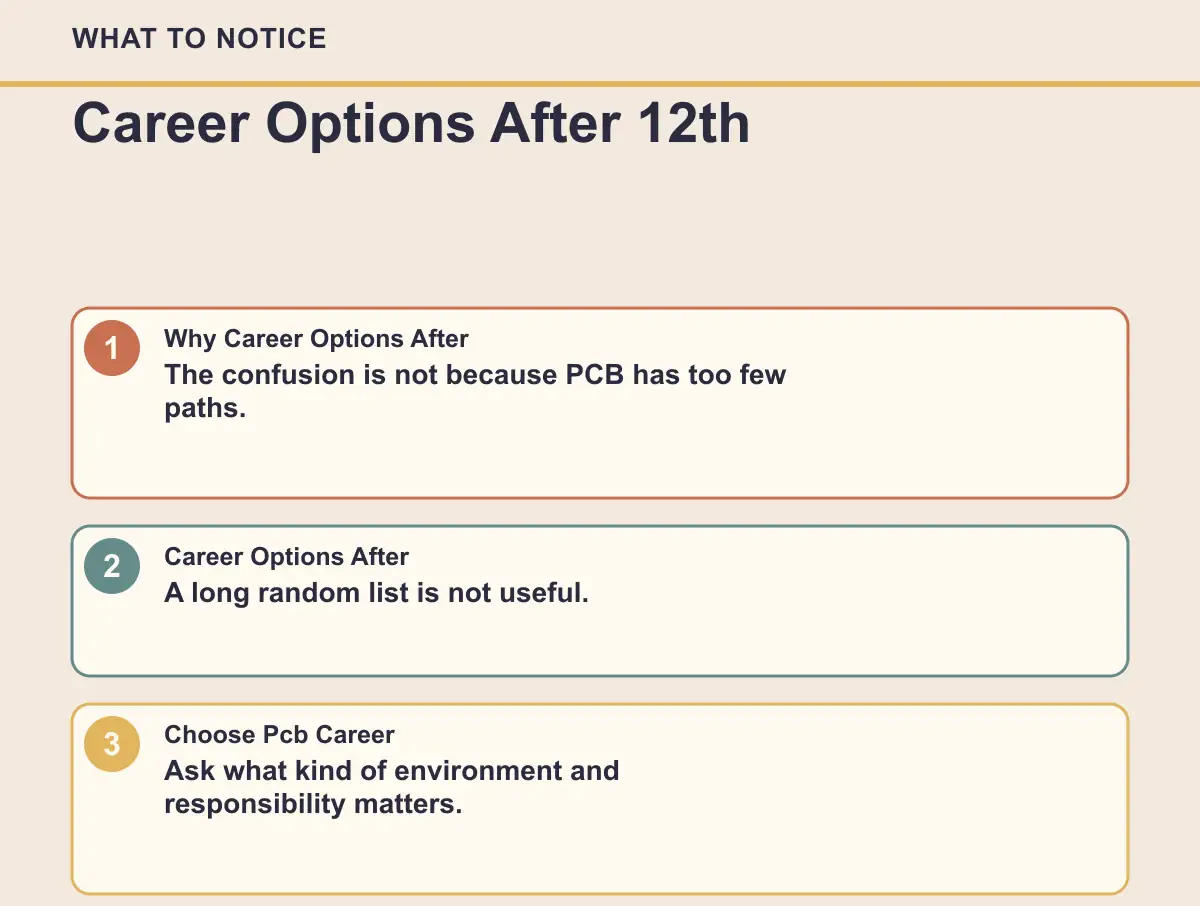 WHAT TO NOTICE
Career Options After 12th
1
Why Career Options After
The confusion is not because PCB has too few
paths.
2
Career Options After
A long random list is not useful.
3
Choose Pcb Career
Ask what kind of environment and
responsibility matters.